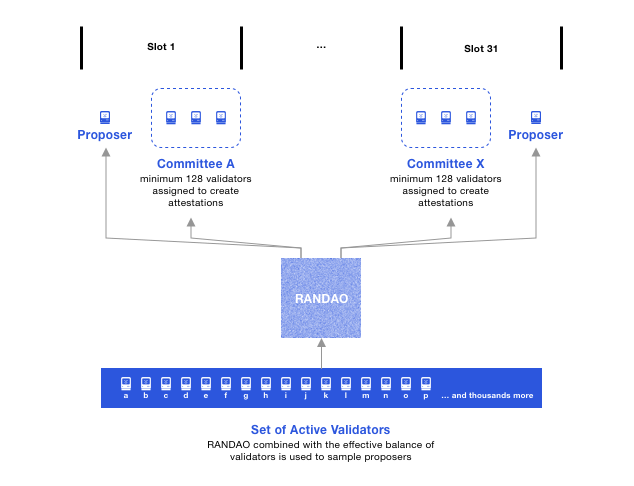 Slot 1
...
Slot 31
Proposer
Proposer
Committee A
minimum 128 validators
assigned to create
attestations
Committee X
minimum 128 validators
assigned to create
attestations
RANDAO
a b c d e f g h i j k l m n o p ... and thousands more
Set of Active Validators
RANDAO combined with the effective balance of
validators is used to sample proposers